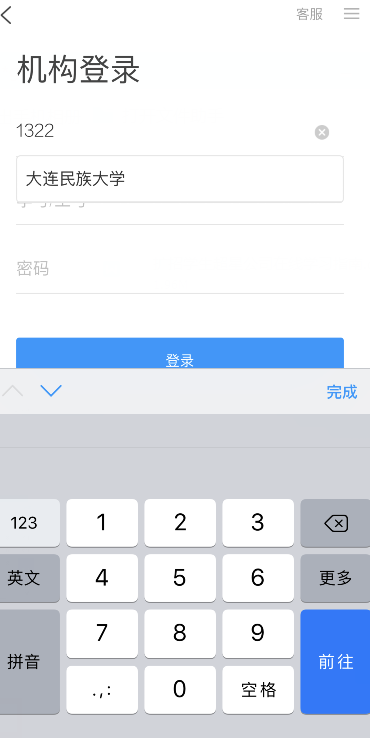 客服
机构登录
1322
大连民族大学
密码
登录
完成
123 1 2 3
英文 4 5 6 更多
拼音 7 8 9 前往
.,: 0 空格